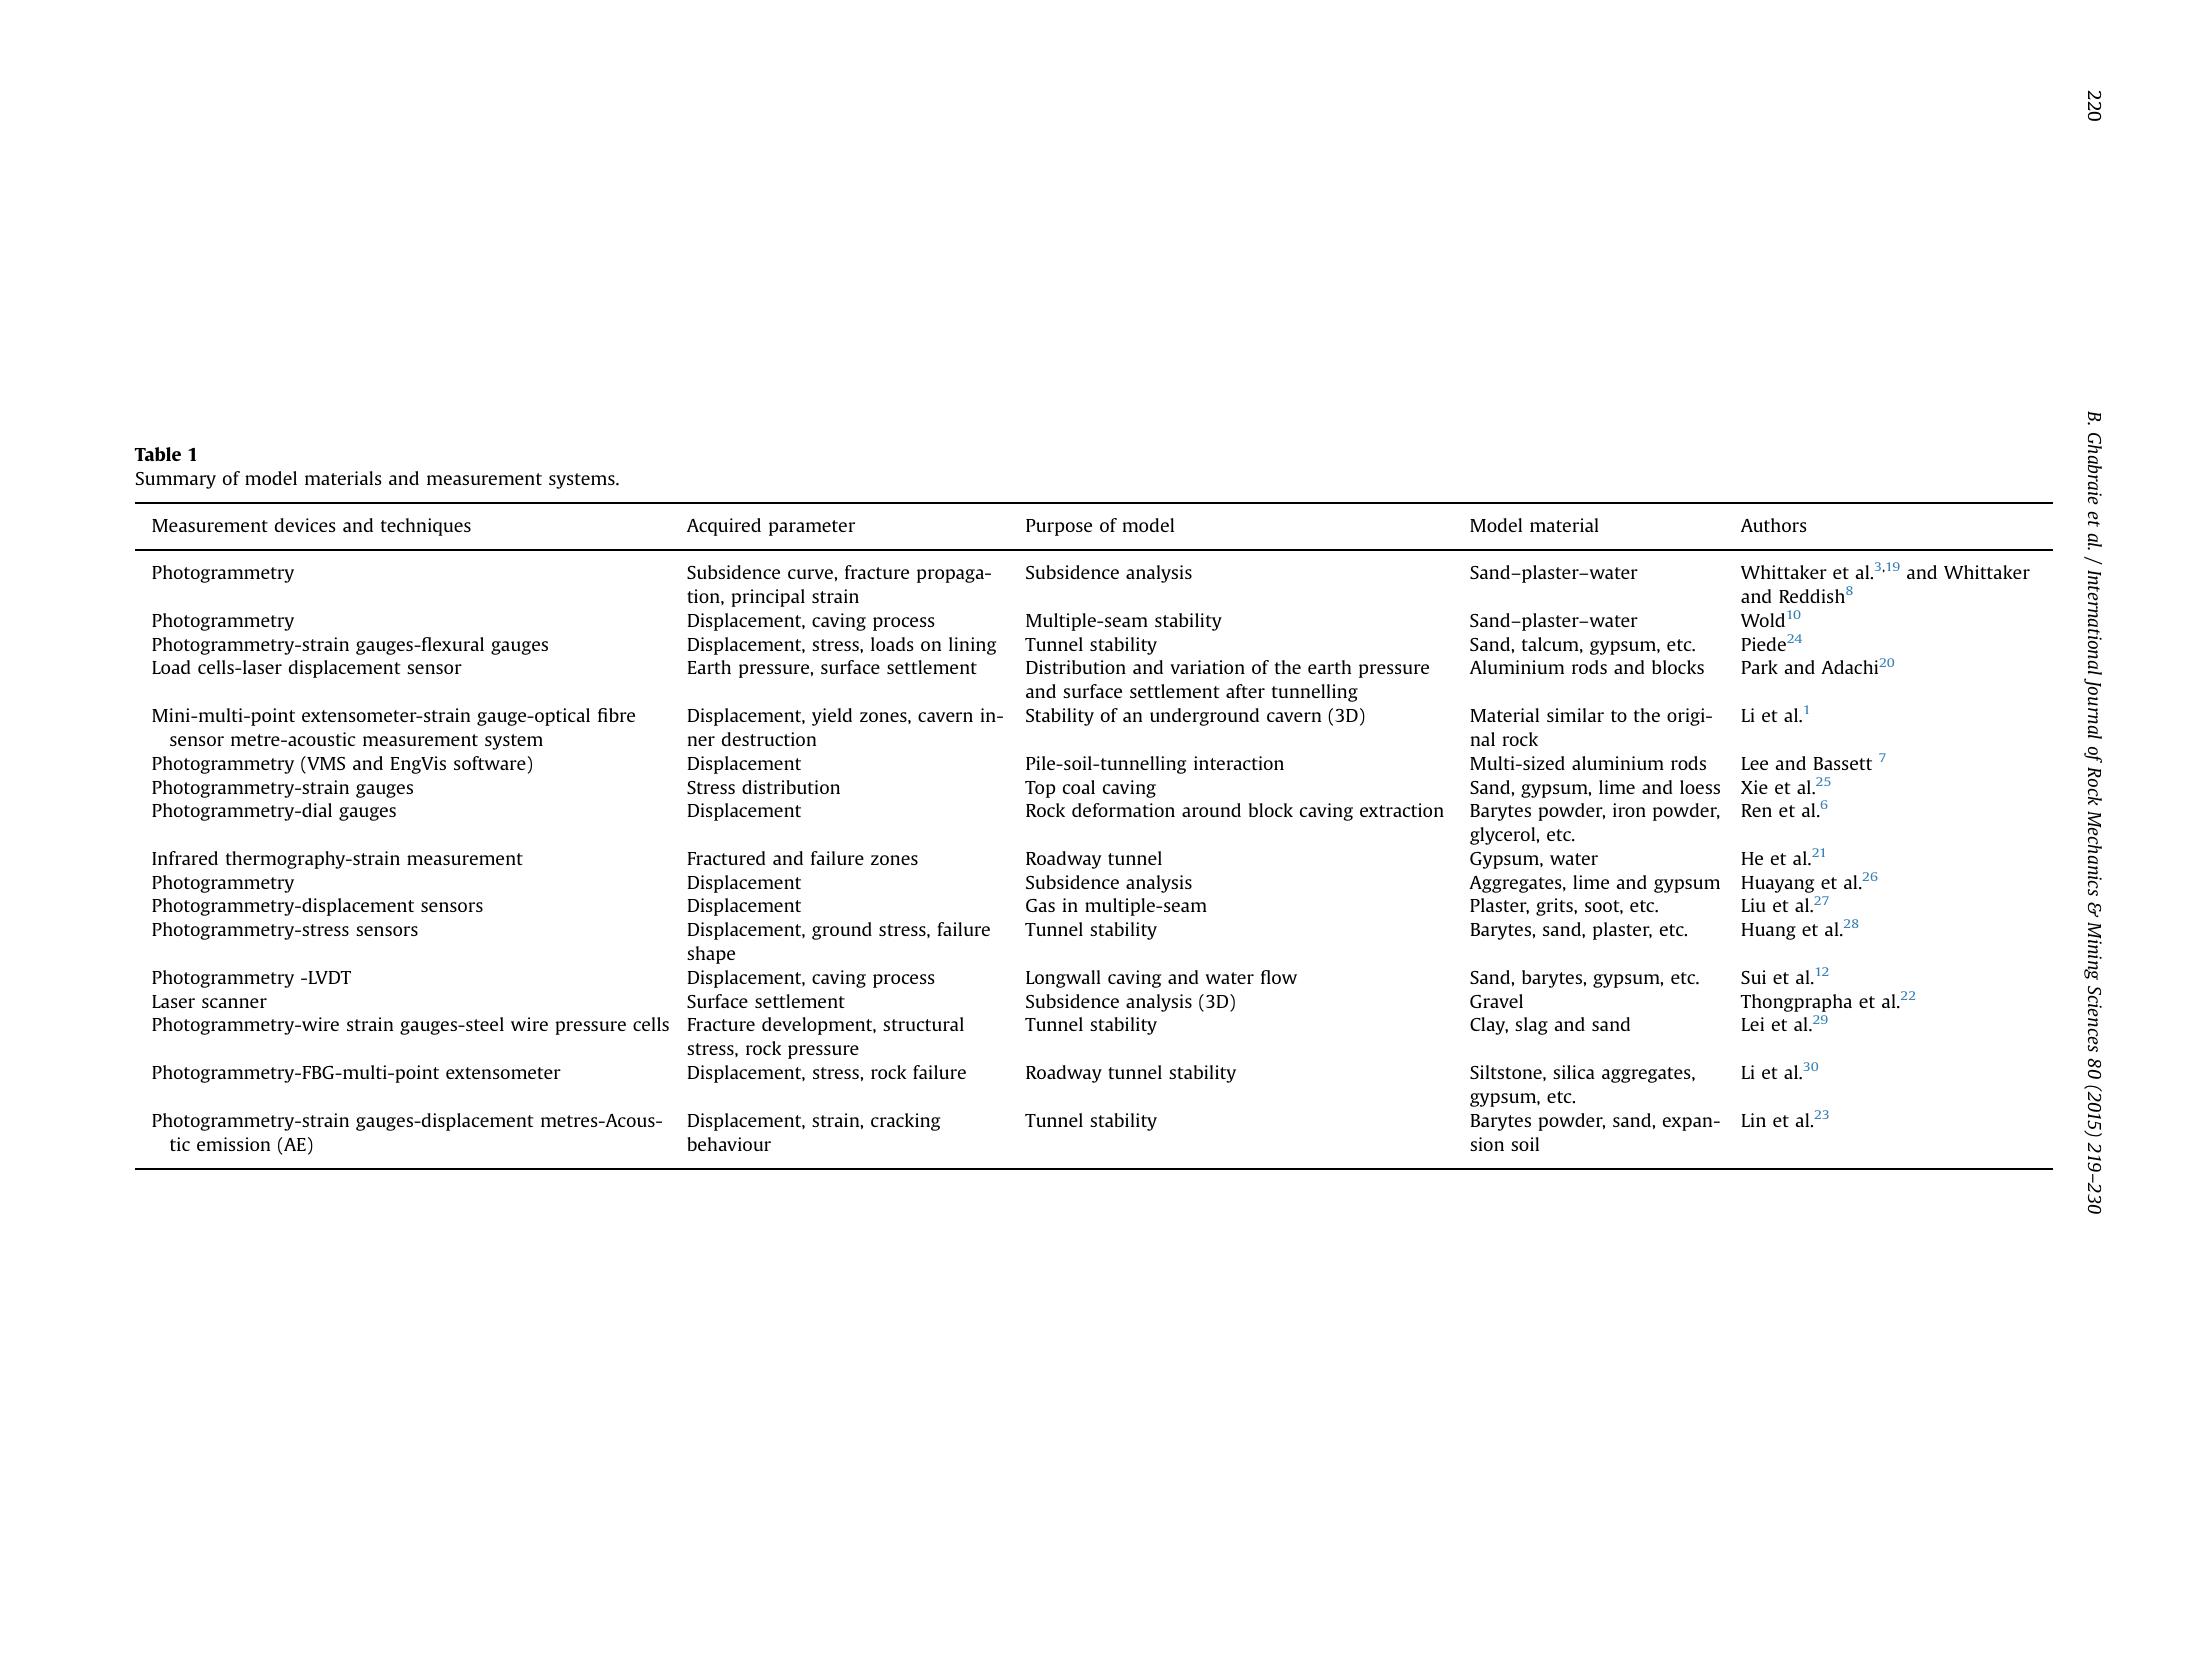 220
B. Ghabraie et al. / International Journal of Rock Mechanics & Mining Sciences 80 (2015) 219–230
Table 1
Summary of model materials and measurement systems.
Measurement devices and techniques Acquired parameter Purpose of model Model material Authors
Photogrammetry Subsidence curve, fracture propaga- Subsidence analysis Sand–plaster–water Whittaker et al.3,19 and Whittaker
tion, principal strain and Reddish8
Photogrammetry Displacement, caving process Multiple-seam stability Sand–plaster–water Wold10
Photogrammetry-strain gauges-flexural gauges Displacement, stress, loads on lining Tunnel stability Sand, talcum, gypsum, etc. Piede24
Load cells-laser displacement sensor Earth pressure, surface settlement Distribution and variation of the earth pressure Aluminium rods and blocks Park and Adachi20
and surface settlement after tunnelling
Mini-multi-point extensometer-strain gauge-optical fibre Displacement, yield zones, cavern in- Stability of an underground cavern (3D) Material similar to the origi- Li et al.1
sensor metre-acoustic measurement system ner destruction nal rock
Photogrammetry (VMS and EngVis software) Displacement Pile-soil-tunnelling interaction Multi-sized aluminium rods Lee and Bassett 7
Photogrammetry-strain gauges Stress distribution Top coal caving Sand, gypsum, lime and loess Xie et al.25
Photogrammetry-dial gauges Displacement Rock deformation around block caving extraction Barytes powder, iron powder, Ren et al.6
glycerol, etc.
Infrared thermography-strain measurement Fractured and failure zones Roadway tunnel Gypsum, water He et al.21
Photogrammetry Displacement Subsidence analysis Aggregates, lime and gypsum Huayang et al.26
Photogrammetry-displacement sensors Displacement Gas in multiple-seam Plaster, grits, soot, etc. Liu et al.27
Photogrammetry-stress sensors Displacement, ground stress, failure Tunnel stability Barytes, sand, plaster, etc. Huang et al.28
shape
Photogrammetry -LVDT Displacement, caving process Longwall caving and water flow Sand, barytes, gypsum, etc. Sui et al.12
Laser scanner Surface settlement Subsidence analysis (3D) Gravel Thongprapha et al.22
Photogrammetry-wire strain gauges-steel wire pressure cells Fracture development, structural Tunnel stability Clay, slag and sand Lei et al.29
stress, rock pressure
Photogrammetry-FBG-multi-point extensometer Displacement, stress, rock failure Roadway tunnel stability Siltstone, silica aggregates, Li et al.30
gypsum, etc.
Photogrammetry-strain gauges-displacement metres-Acous- Displacement, strain, cracking Tunnel stability Barytes powder, sand, expan- Lin et al.23
tic emission (AE) behaviour sion soil